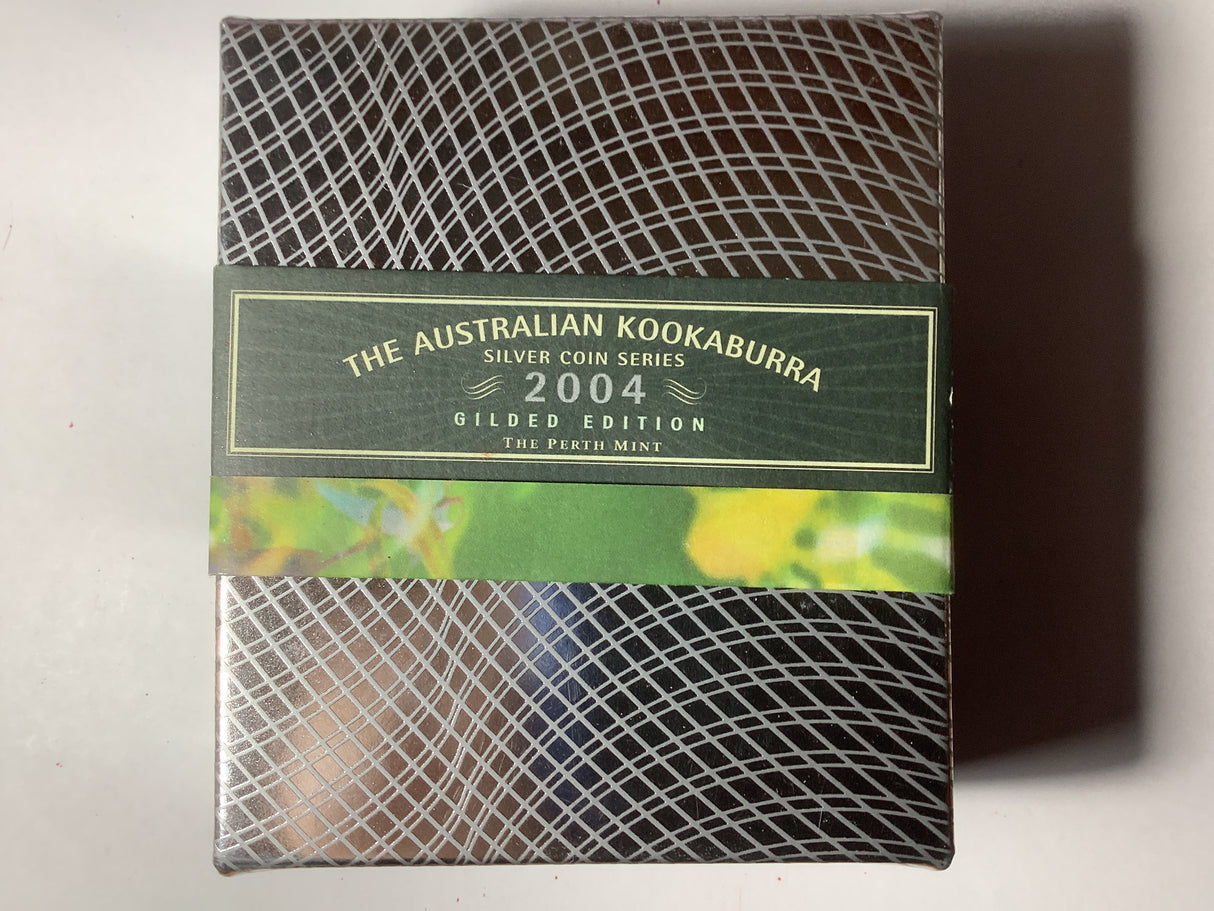 THE AUSTRALIAN KOOKABURRA
SILVER COIN SERIES
2004
GILDED EDITION
THE PERTH MINT